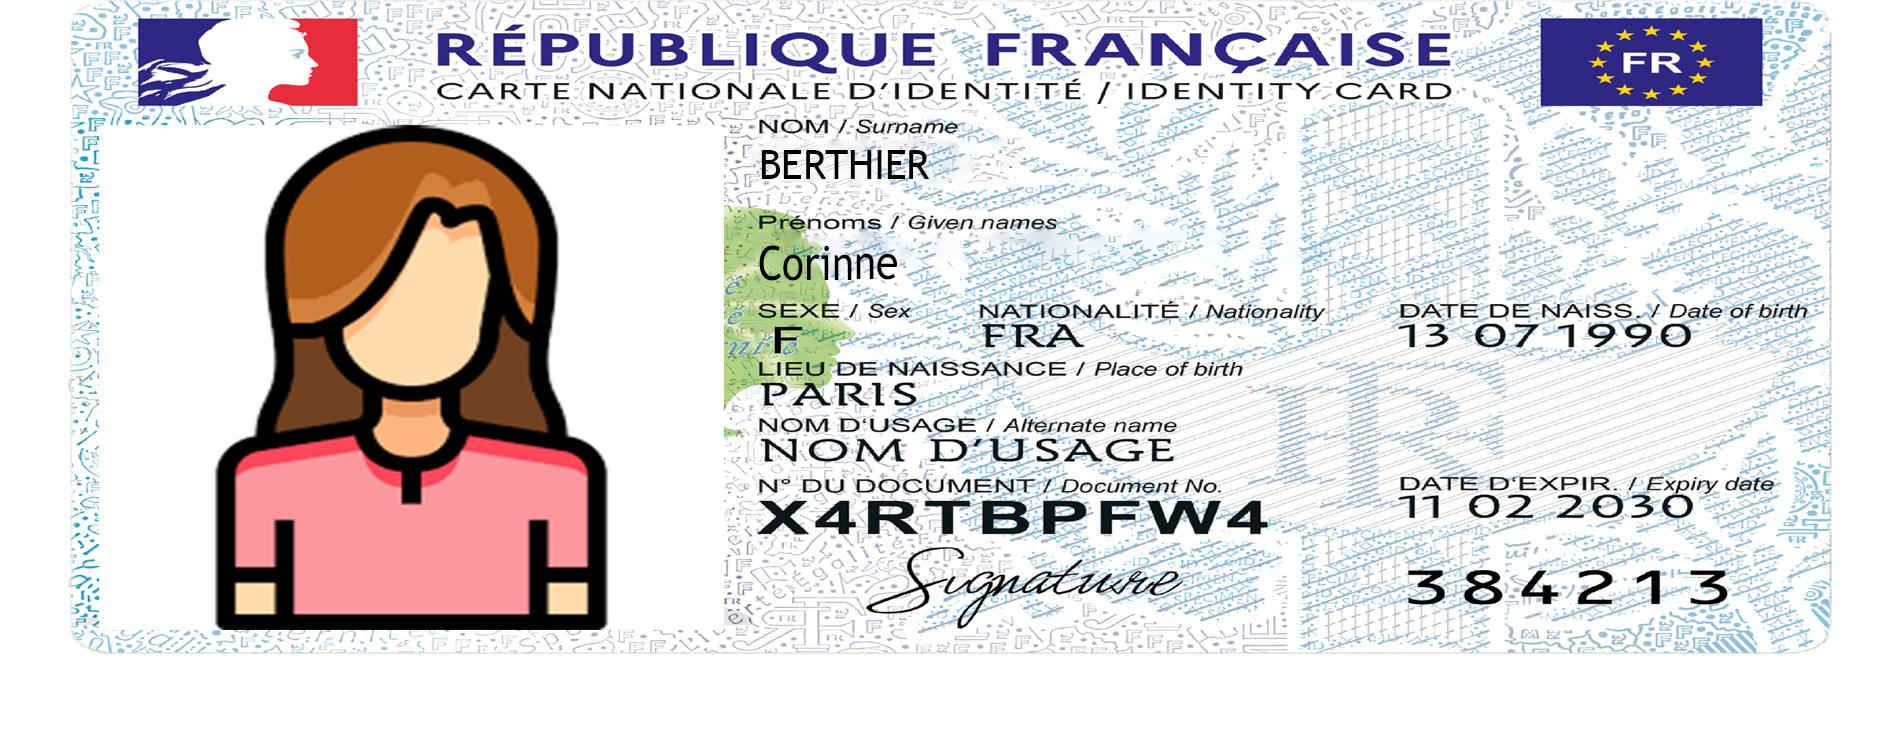 RÉPUBLIQUE FRANÇAISE
FR
CARTE NATIONALE D'IDENTITÉ / IDENTITY CARD
NOM / Surname
BERTHIER
Prénoms / Given names
Corinne
SEXE / Sex NATIONALITÉ / Nationality DATE DE NAISS. / Date of birth
F FRA 13 07 1990
LIEU DE NAISSANCE / Place of birth
PARIS
NOM D'USAGE / Alternate name
NOM D'USAGE
N° DU DOCUMENT / Document No. DATE D'EXPIR. / Expiry date
X4RTBPFW4 11 02 2030
Signature 384213